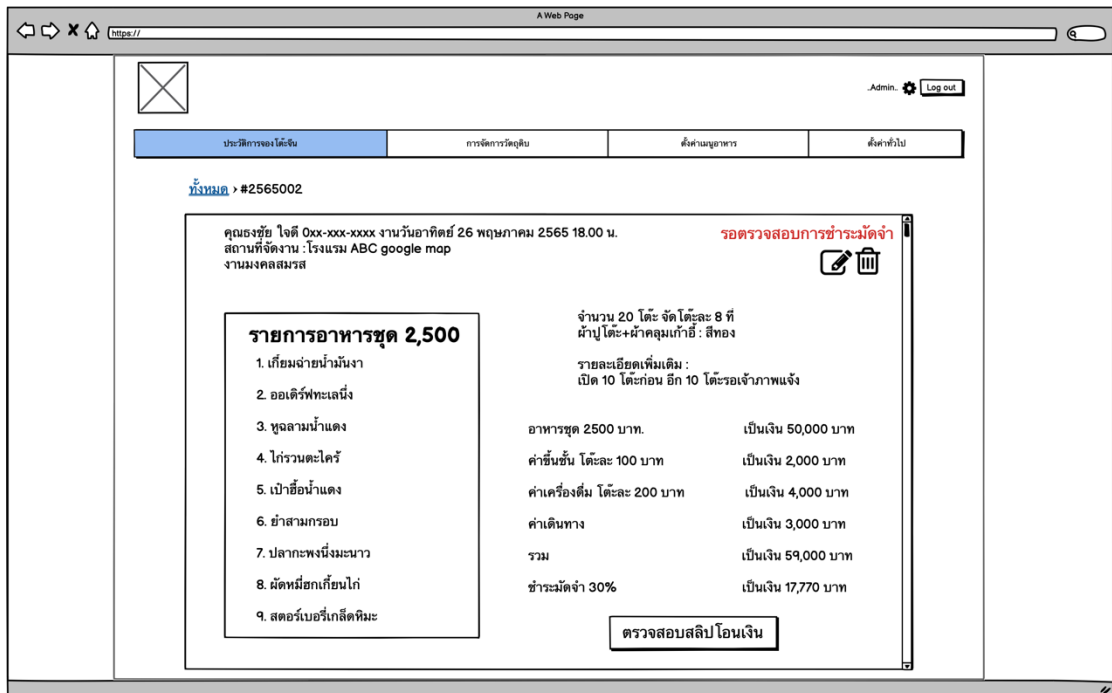 A Web Page
https://
..Admin.. Log out
ประวัติการจองโต๊ะจีน การจัดการวัตถุดิบ ตั้งค่าเมนูอาหาร ตั้งค่าทั่วไป
ทั้งหมด > #2565002
คุณธงชัย ใจดี 0xx-xxx-xxxx งานวันอาทิตย์ 26 พฤษภาคม 2565 18.00 น. รอตรวจสอบการชำระมัดจำ
สถานที่จัดงาน : โรงแรม ABC google map
งานมงคลสมรส
จำนวน 20 โต๊ะ จัดโต๊ะละ 8 ที่
ผ้าปูโต๊ะ+ผ้าคลุมเก้าอี้ : สีทอง
รายละเอียดเพิ่มเติม :
เปิด 10 โต๊ะก่อน อีก 10 โต๊ะรอเจ้าภาพแจ้ง
รายการอาหารชุด 2,500
1. เกี๊ยมฉ่ายน้ำมันงา
2. ออเดิร์ฟทะเลนึ่ง
3. หูฉลามน้ำแดง
4. ไก่รวนตะไคร้
5. เป๋าฮื้อน้ำแดง
6. ยำสามกรอบ
7. ปลากะพงนึ่งมะนาว
8. ผัดหมี่ฮกเกี้ยนไก่
9. สตอร์เบอรี่เกล็ดหิมะ
อาหารชุด 2500 บาท. เป็นเงิน 50,000 บาท
ค่าขึ้นชั้น โต๊ะละ 100 บาท เป็นเงิน 2,000 บาท
ค่าเครื่องดื่ม โต๊ะละ 200 บาท เป็นเงิน 4,000 บาท
ค่าเดินทาง เป็นเงิน 3,000 บาท
รวม เป็นเงิน 59,000 บาท
ชำระมัดจำ 30% เป็นเงิน 17,770 บาท
ตรวจสอบสลิปโอนเงิน